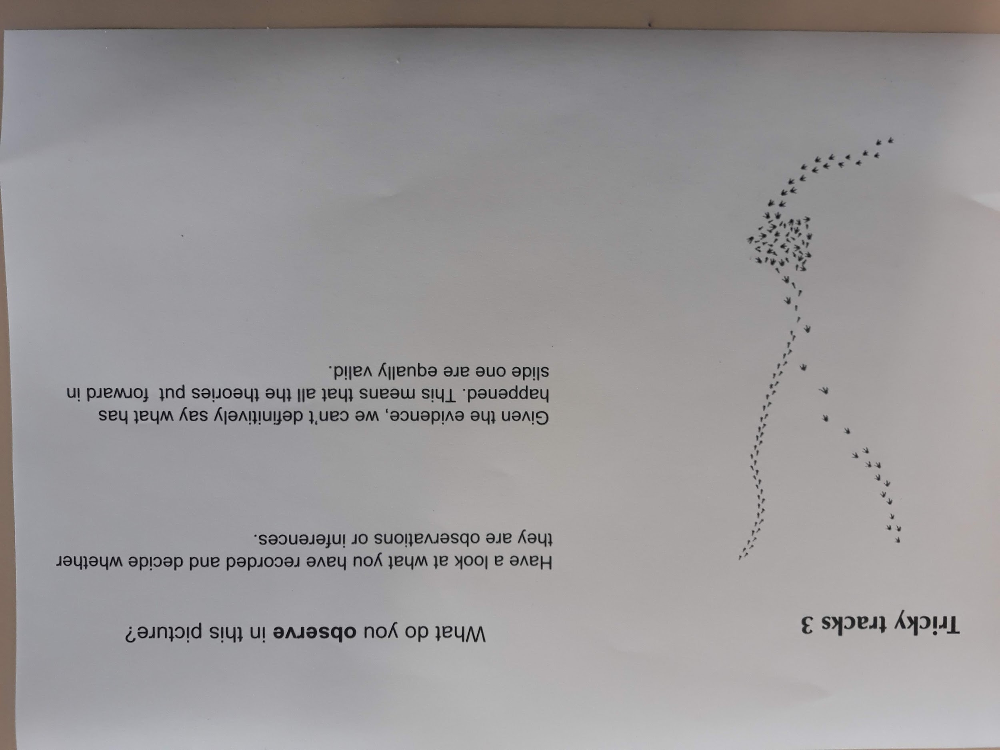 Tricky tracks 3
What do you observe in this picture?
Have a look at what you have recorded and decide whether
they are observations or inferences.
Given the evidence, we can't definitively say what has
happened. This means that all the theories put  forward in
slide one are equally valid.